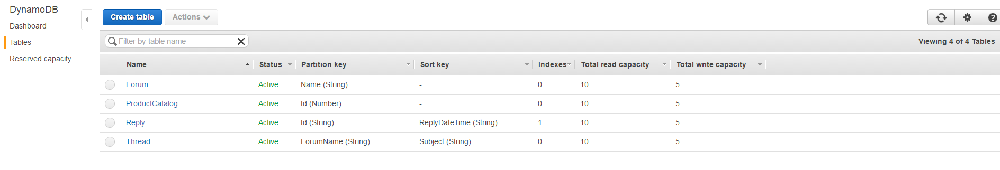 DynamoDB
Dashboard
Tables
Reserved capacity
Create table Actions
Filter by table name Viewing 4 of 4 Tables
Name Status Partition key Sort key Indexes Total read capacity Total write capacity
Forum Active Name (String) - 0 10 5
ProductCatalog Active Id (Number) - 0 10 5
Reply Active Id (String) ReplyDateTime (String) 1 10 5
Thread Active ForumName (String) Subject (String) 0 10 5